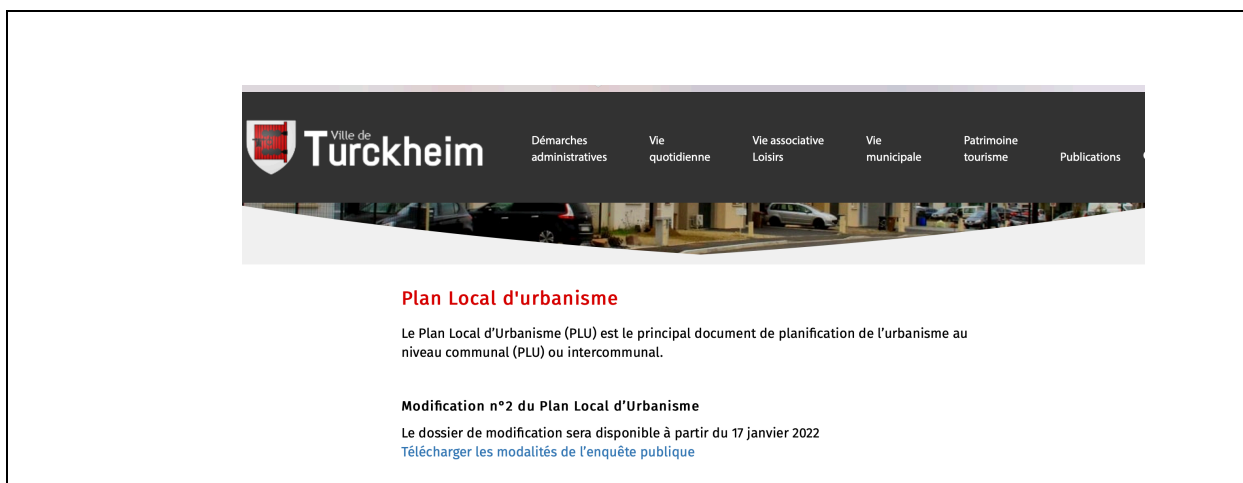 Ville de
Turckheim
Démarches
administratives
Vie
quotidienne
Vie associative
Loisirs
Vie
municipale
Patrimoine
tourisme
Publications
Plan Local d'urbanisme
Le Plan Local d’Urbanisme (PLU) est le principal document de planification de l’urbanisme au
niveau communal (PLU) ou intercommunal.
Modification n°2 du Plan Local d’Urbanisme
Le dossier de modification sera disponible à partir du 17 janvier 2022
Télécharger les modalités de l’enquête publique